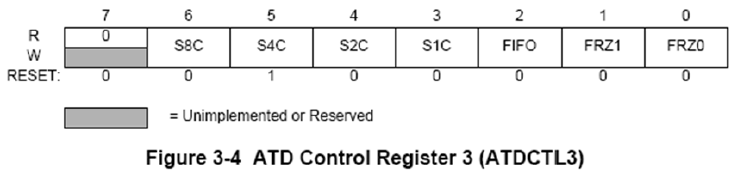 7 6 5 4 3 2 1 0
R 0 S8C S4C S2C S1C FIFO FRZ1 FRZ0
W
RESET: 0 0 1 0 0 0 0 0
= Unimplemented or Reserved
Figure 3-4 ATD Control Register 3 (ATDCTL3)